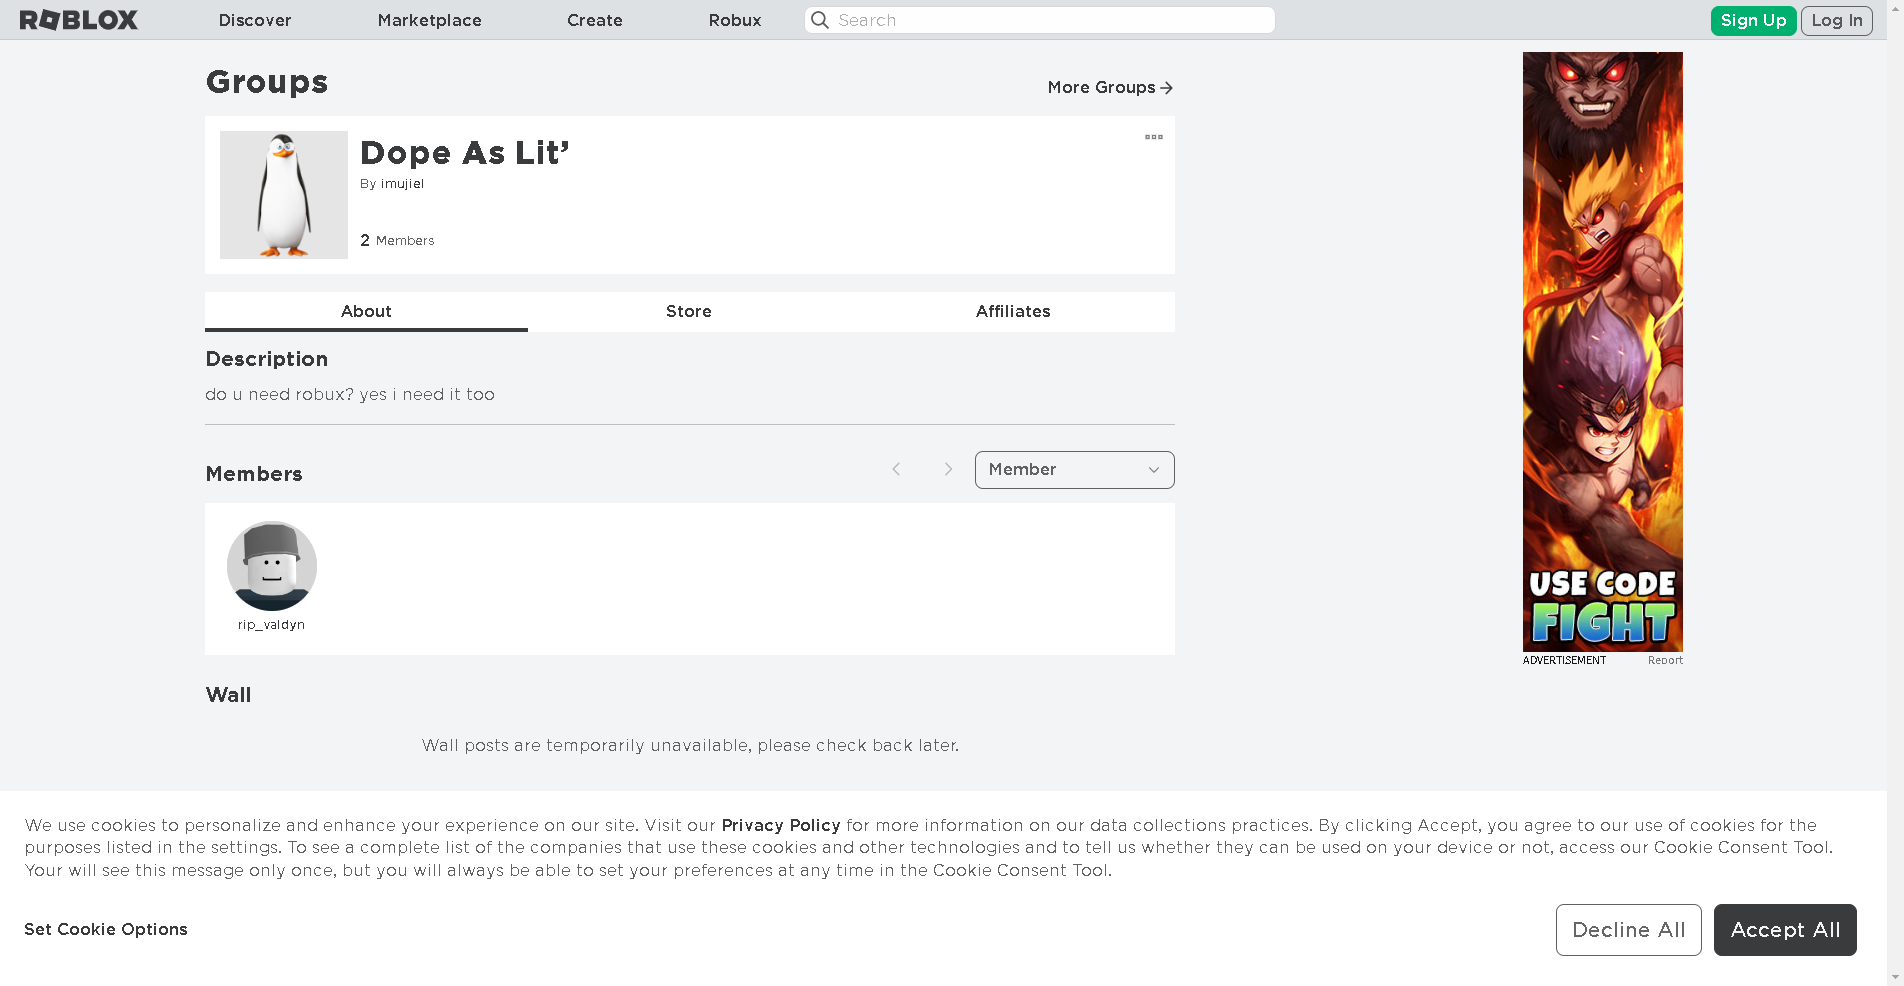 ROBLOX
Discover
Marketplace
Create
Robux
Search
Sign Up
Log In
Groups
More Groups
Dope As Lit’
By imujiel
2 Members
About
Store
Affiliates
Description
do u need robux? yes i need it too
Members
Member
rip_valdyn
Wall
Wall posts are temporarily unavailable, please check back later.
USE CODE
FIGHT
ADVERTISEMENT
Report
We use cookies to personalize and enhance your experience on our site. Visit our Privacy Policy for more information on our data collections practices. By clicking Accept, you agree to our use of cookies for the
purposes listed in the settings. To see a complete list of the companies that use these cookies and other technologies and to tell us whether they can be used on your device or not, access our Cookie Consent Tool.
Your will see this message only once, but you will always be able to set your preferences at any time in the Cookie Consent Tool.
Set Cookie Options
Decline All
Accept All